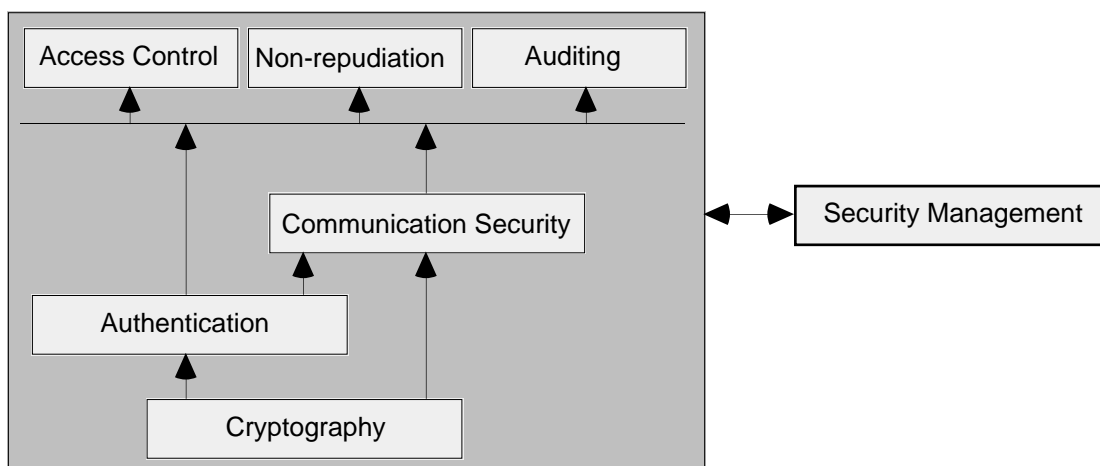 Access Control
Non-repudiation
Auditing
Communication Security
Security Management
Authentication
Cryptography